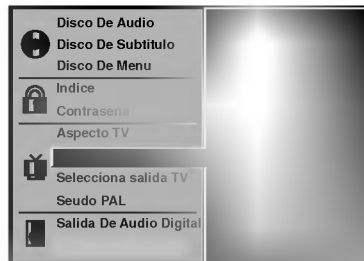 Disco De Audio
Disco De Subtitulo
Disco De Menu
Indice
Contrasena
Aspecto TV
Selecciona salida TV
Seudo PAL
Salida De Audio Digital